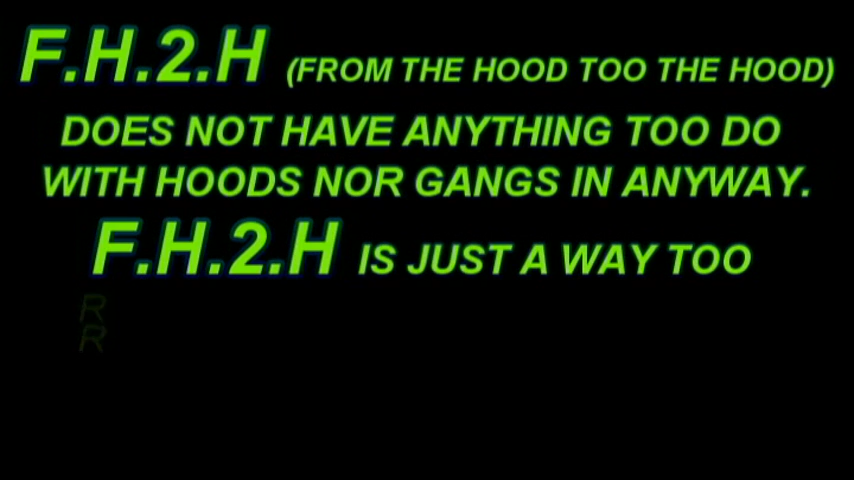 F.H.2.H (FROM THE HOOD TOO THE HOOD)
DOES NOT HAVE ANYTHING TOO DO
WITH HOODS NOR GANGS IN ANYWAY.
F.H.2.H IS JUST A WAY TOO
R
R